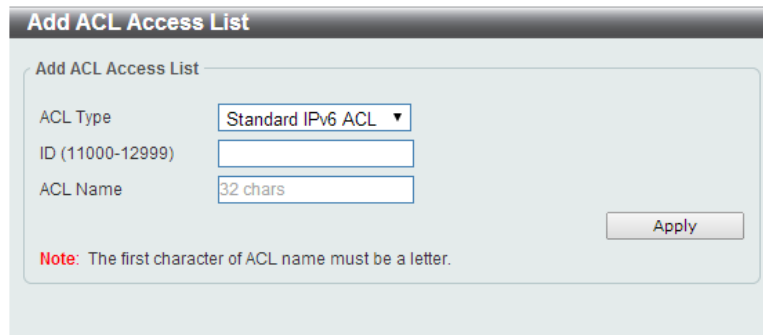 Add ACL Access List
Add ACL Access List
ACL Type
Standard IPv6 ACL
ID (11000-12999)
ACL Name
32 chars
Apply
Note: The first character of ACL name must be a letter.